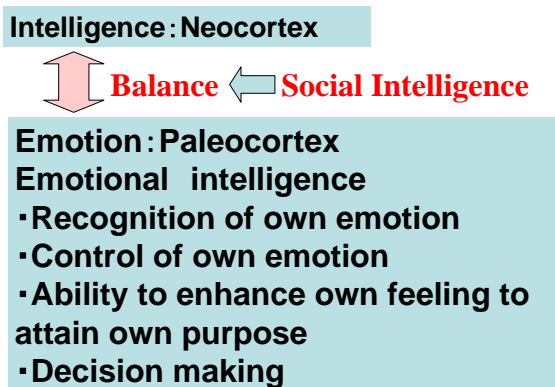 Intelligence：Neocortex
Balance Social Intelligence
Emotion：Paleocortex
Emotional intelligence
・Recognition of own emotion
・Control of own emotion
・Ability to enhance own feeling to
attain own purpose
・Decision making